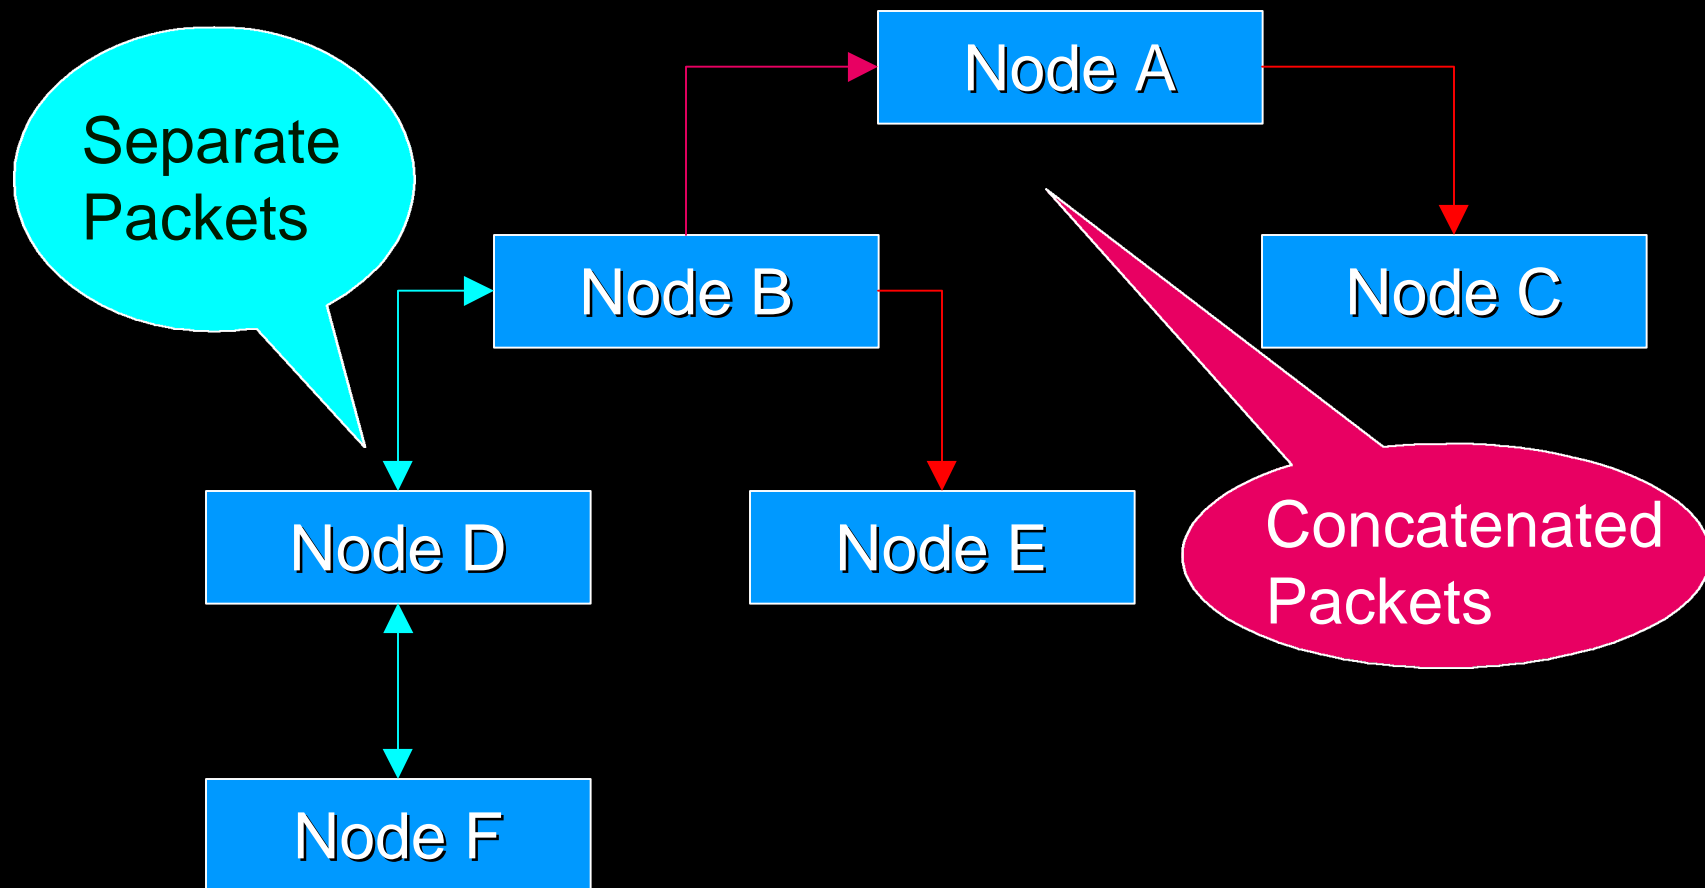 Node A
Separate
Packets
Node B
Node C
Node D
Node E
Concatenated
Packets
Node F